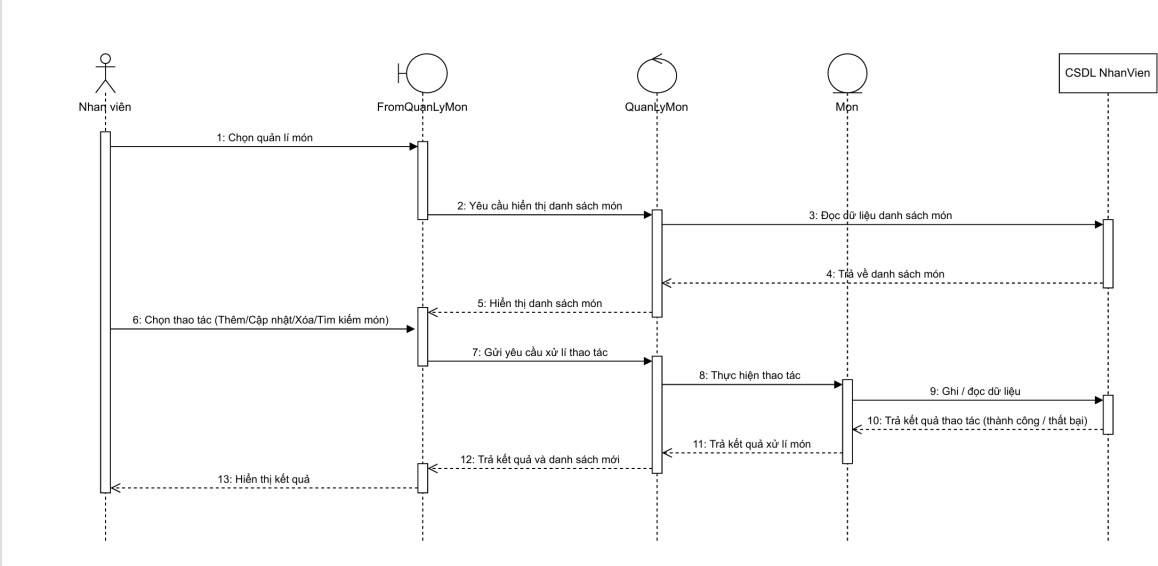 Nhan viên
FromQuanLyMon
QuanLyMon
Mon
CSDL NhanVien
1: Chọn quản lí món
2: Yêu cầu hiển thị danh sách món
3: Đọc dữ liệu danh sách món
4: Trả về danh sách món
5: Hiển thị danh sách món
6: Chọn thao tác (Thêm/Cập nhật/Xóa/Tìm kiếm món)
7: Gửi yêu cầu xử lí thao tác
8: Thực hiện thao tác
9: Ghi / đọc dữ liệu
10: Trả kết quả thao tác (thành công / thất bại)
11: Trả kết quả xử lí món
12: Trả kết quả và danh sách mới
13: Hiển thị kết quả